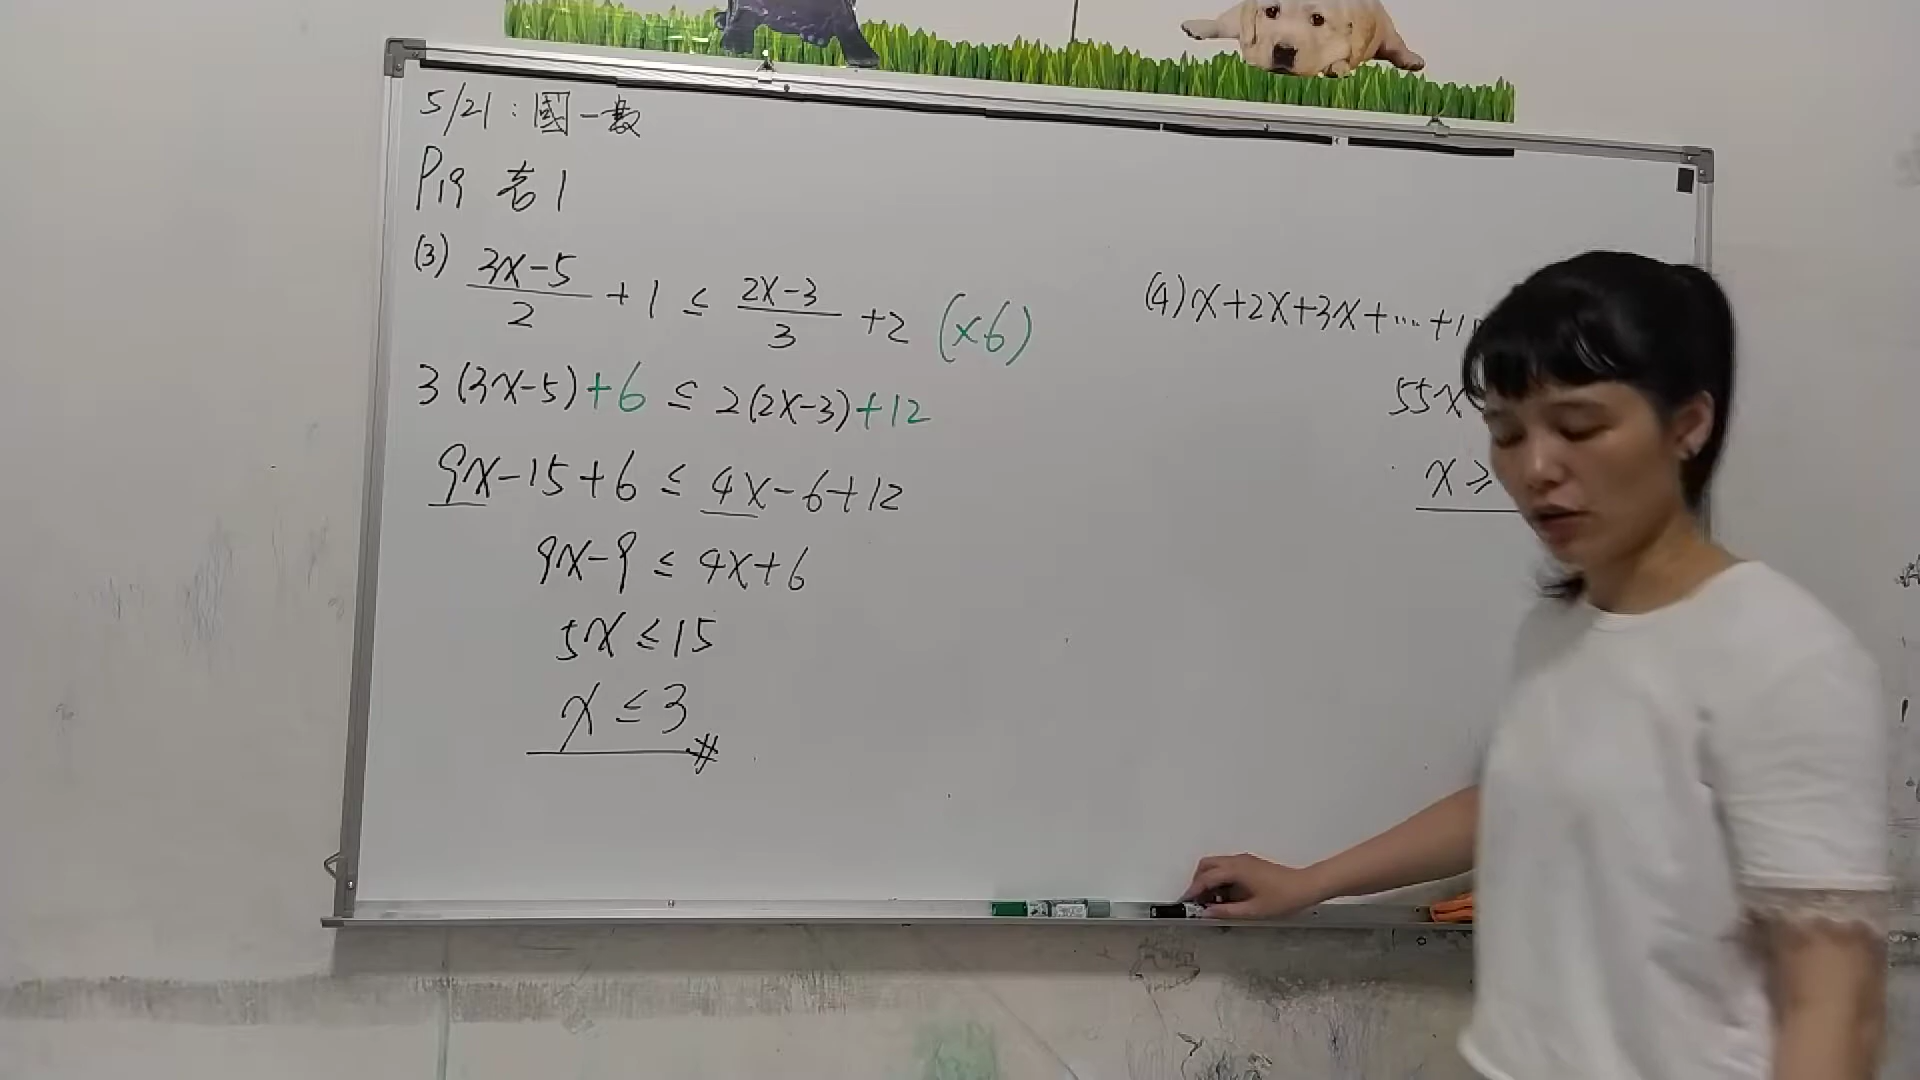 5/21：國一數
P19 老1
(3) (3x-5)/2 + 1 ≤ (2x-3)/3 + 2 (×6)
3(3x-5)+6 ≤ 2(2x-3)+12
9x-15+6 ≤ 4x-6+12
9x-9 ≤ 4x+6
5x ≤ 15
x ≤ 3 #
(4) x+2x+3x+⋯+1
55x
x ≥